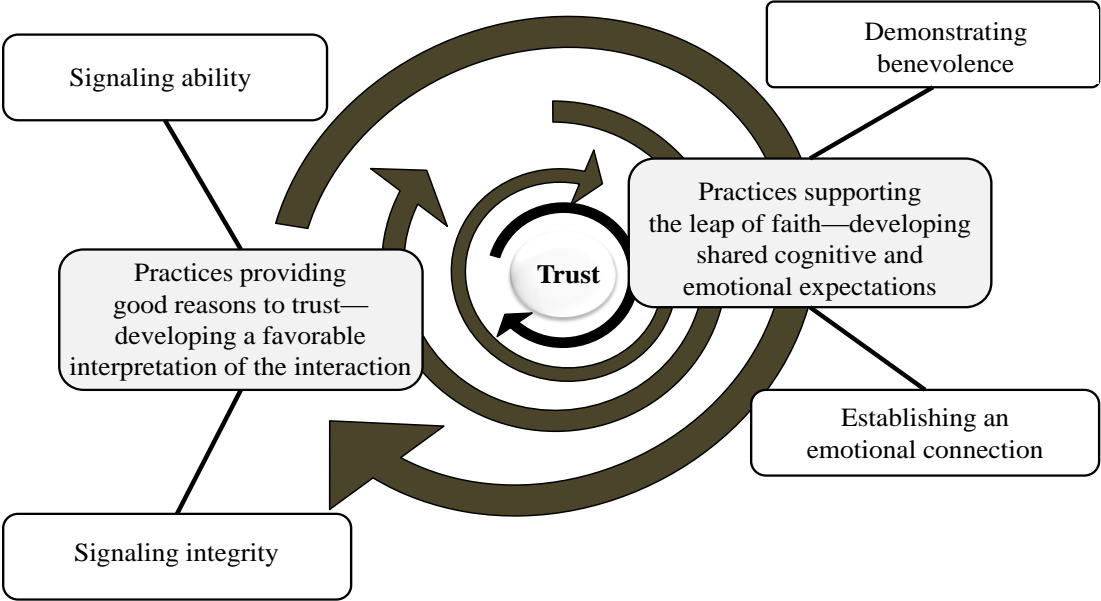 Signaling ability
Demonstrating
benevolence
Practices supporting
the leap of faith—developing
shared cognitive and
emotional expectations
Trust
Practices providing
good reasons to trust—
developing a favorable
interpretation of the interaction
Establishing an
emotional connection
Signaling integrity